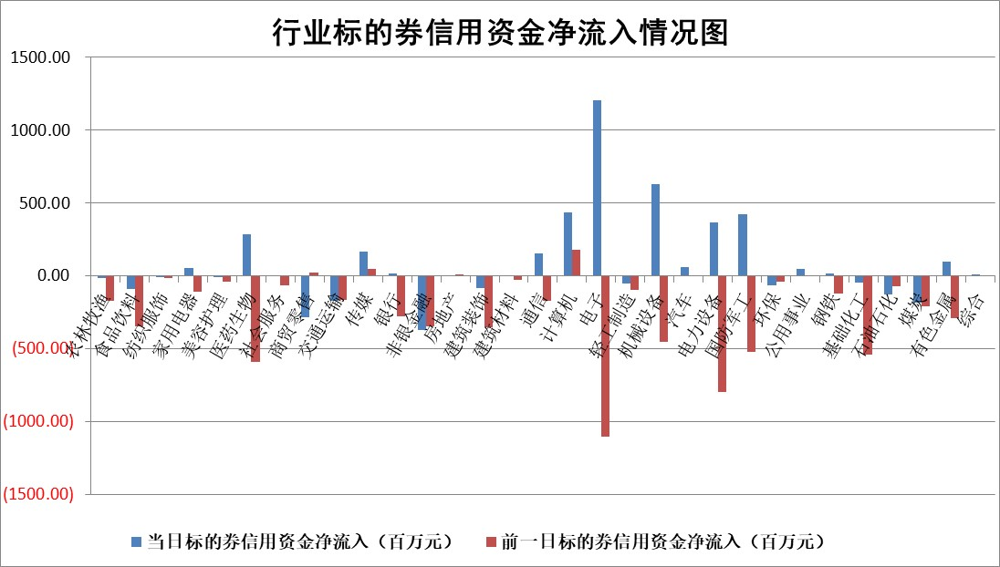 行业标的券信用资金净流入情况图
1500.00
1000.00
500.00
0.00
(500.00)
(1000.00)
(1500.00)
农林牧渔
食品饮料
纺织服饰
家用电器
美容护理
医药生物
社会服务
商贸零售
交通运输
传媒
银行
非银金融
房地产
建筑装饰
建筑材料
通信
计算机
电子
轻工制造
机械设备
汽车
电力设备
国防军工
环保
公用事业
钢铁
基础化工
石油石化
煤炭
有色金属
综合
当日标的券信用资金净流入（百万元）
前一日标的券信用资金净流入（百万元）